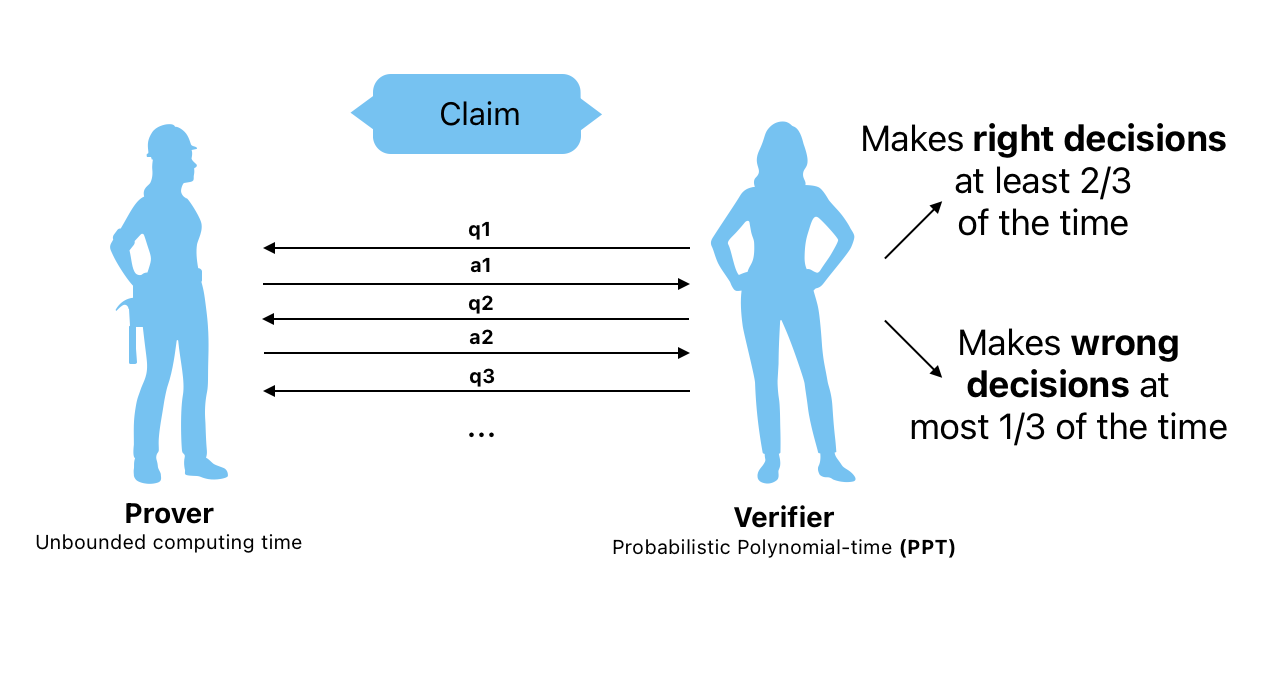 Claim
q1
a1
q2
a2
q3
...
Prover
Unbounded computing time
Verifier
Probabilistic Polynomial-time (PPT)
Makes right decisions
at least 2/3
of the time
Makes wrong
decisions at
most 1/3 of the time